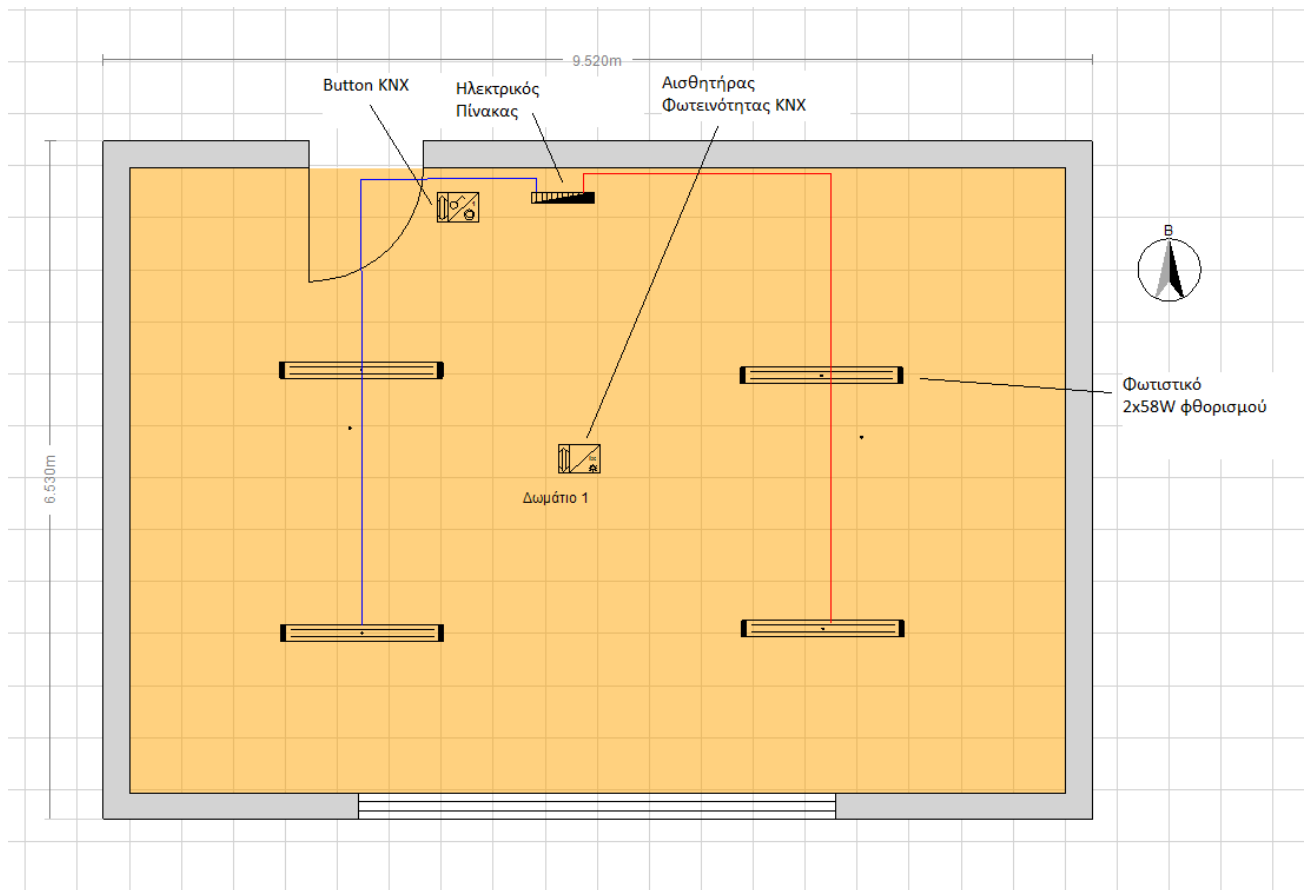 9.520m
Button KNX
Ηλεκτρικός
Πίνακας
Αισθητήρας
Φωτεινότητας KNX
B
Φωτιστικό
2x58W φθορισμού
6.530m
Δωμάτιο 1